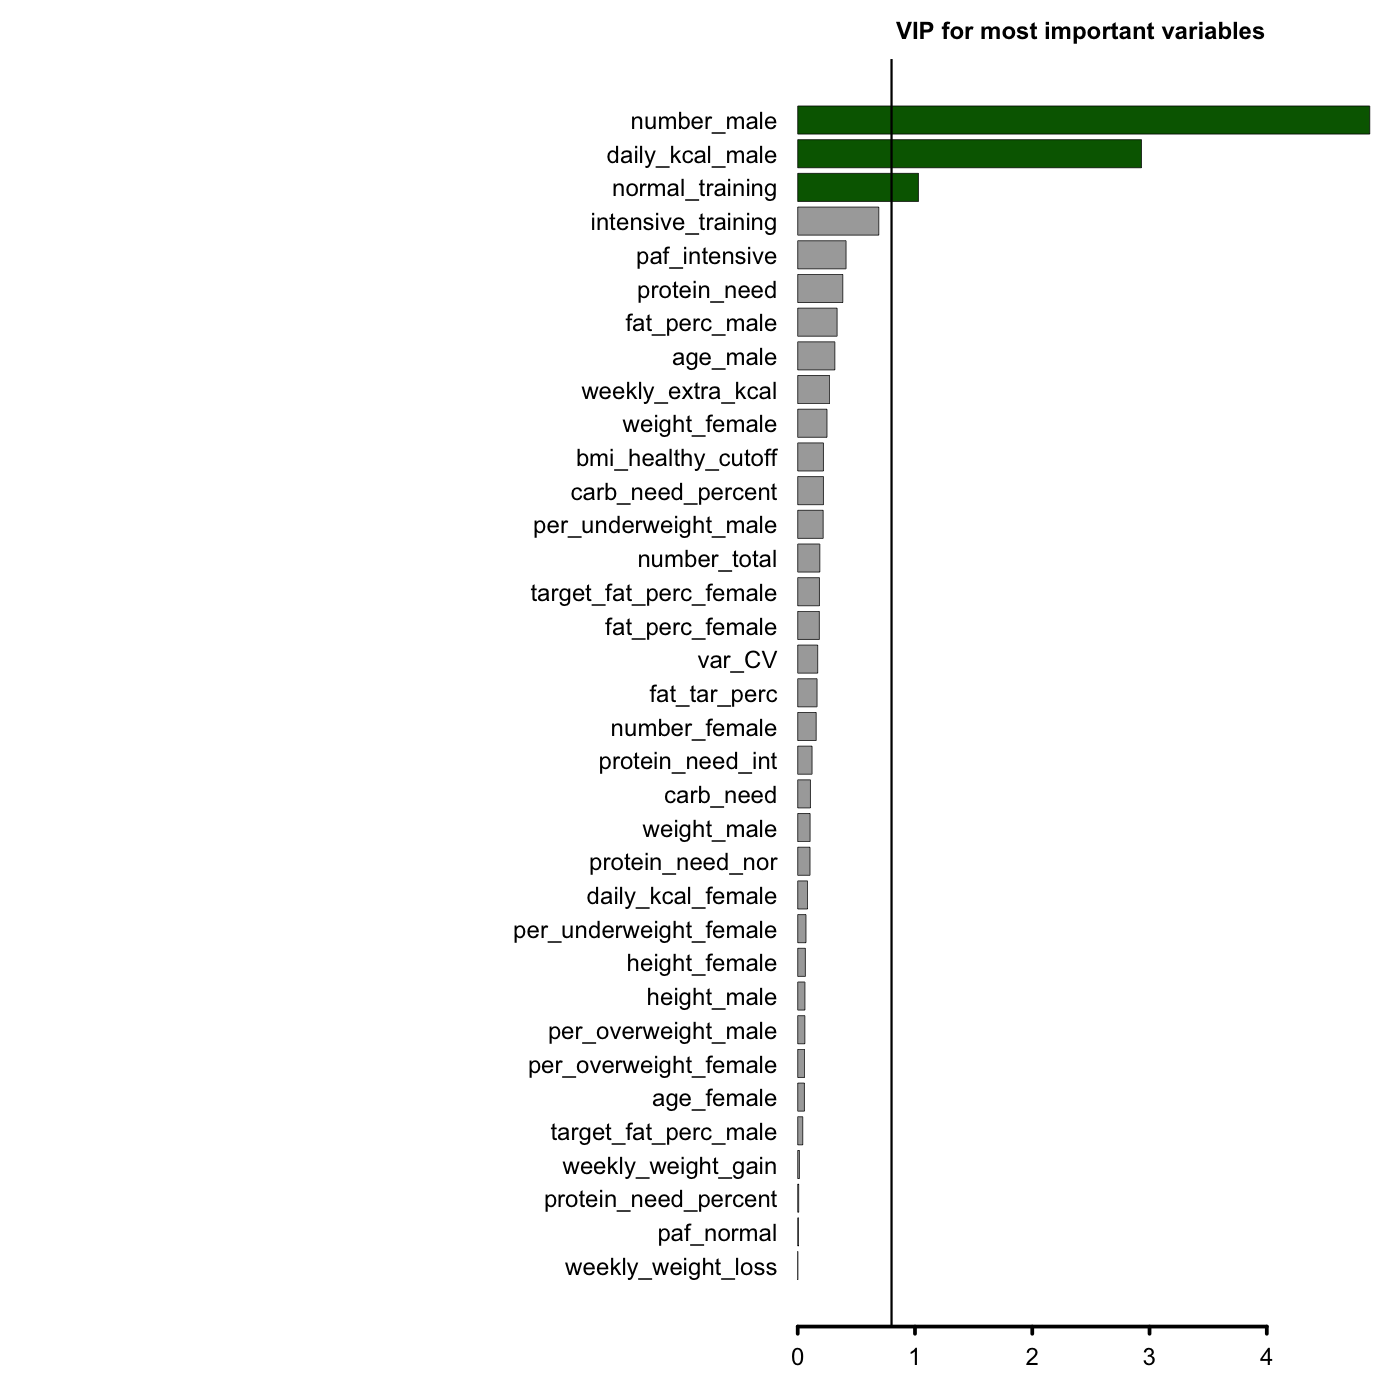 VIP for most important variables
number_male
daily_kcal_male
normal_training
intensive_training
paf_intensive
protein_need
fat_perc_male
age_male
weekly_extra_kcal
weight_female
bmi_healthy_cutoff
carb_need_percent
per_underweight_male
number_total
target_fat_perc_female
fat_perc_female
var_CV
fat_tar_perc
number_female
protein_need_int
carb_need
weight_male
protein_need_nor
daily_kcal_female
per_underweight_female
height_female
height_male
per_overweight_male
per_overweight_female
age_female
target_fat_perc_male
weekly_weight_gain
protein_need_percent
paf_normal
weekly_weight_loss
0 1 2 3 4